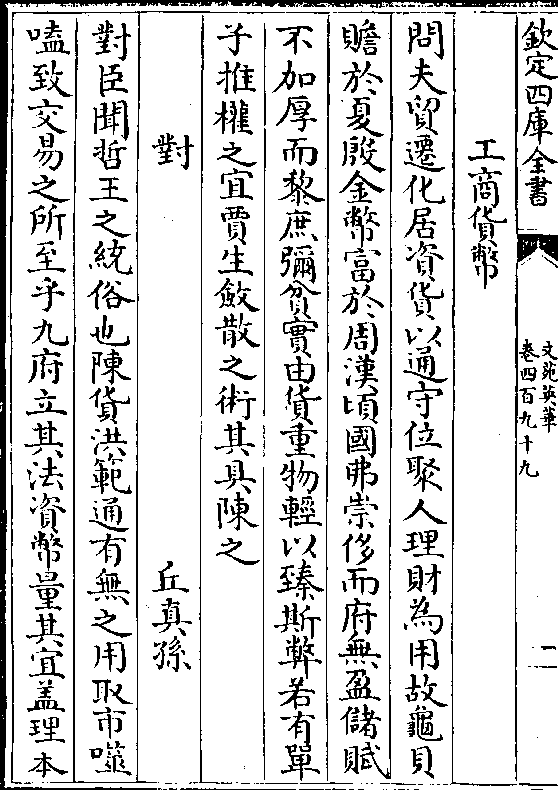 欽定四庫全書
文苑英華
卷四百九十九
二
工商貨幣
問夫貿遷化居資貨以通守位聚人理財為用故龜貝
贍於夏殷金幣富於周漢頃國弗崇侈而府無盈儲賦
不加厚而黎庶彌貧實由貨重物輕以臻斯弊若有單
子推權之宜賈生斂散之術其具陳之
對
丘真孫
對臣聞哲王之統俗也陳貨洪範通有無之用取市噬
嗑致交易之所至乎九府立其法資幣量其宜盖理本